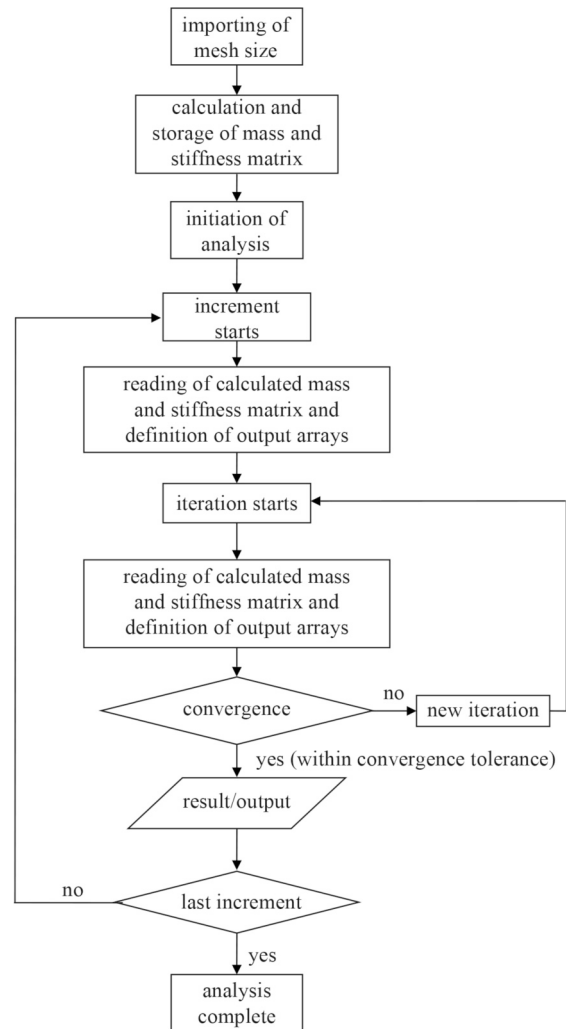 importing of
mesh size
calculation and
storage of mass and
stiffness matrix
initiation of
analysis
increment
starts
reading of calculated mass
and stiffness matrix and
definition of output arrays
iteration starts
reading of calculated mass
and stiffness matrix and
definition of output arrays
convergence
no
new iteration
yes (within convergence tolerance)
result/output
no
last increment
yes
analysis
complete